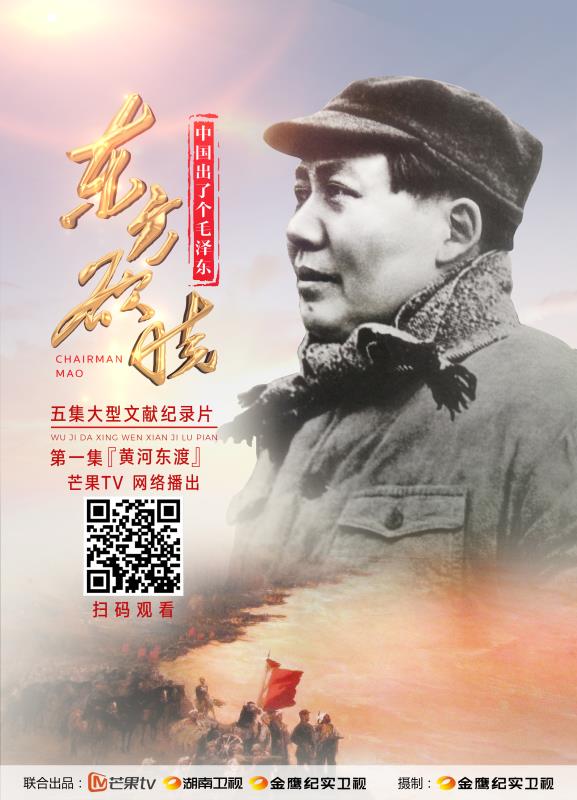 东方欲晓
中国出了个毛泽东
CHAIRMAN
MAO
五集大型文献纪录片
WU JI DA XING WEN XIAN JI LU PIAN
第一集『黄河东渡』
芒果TV 网络播出
扫码观看
联合出品： 芒果tv 湖南卫视 金鹰纪实卫视 摄制： 金鹰纪实卫视